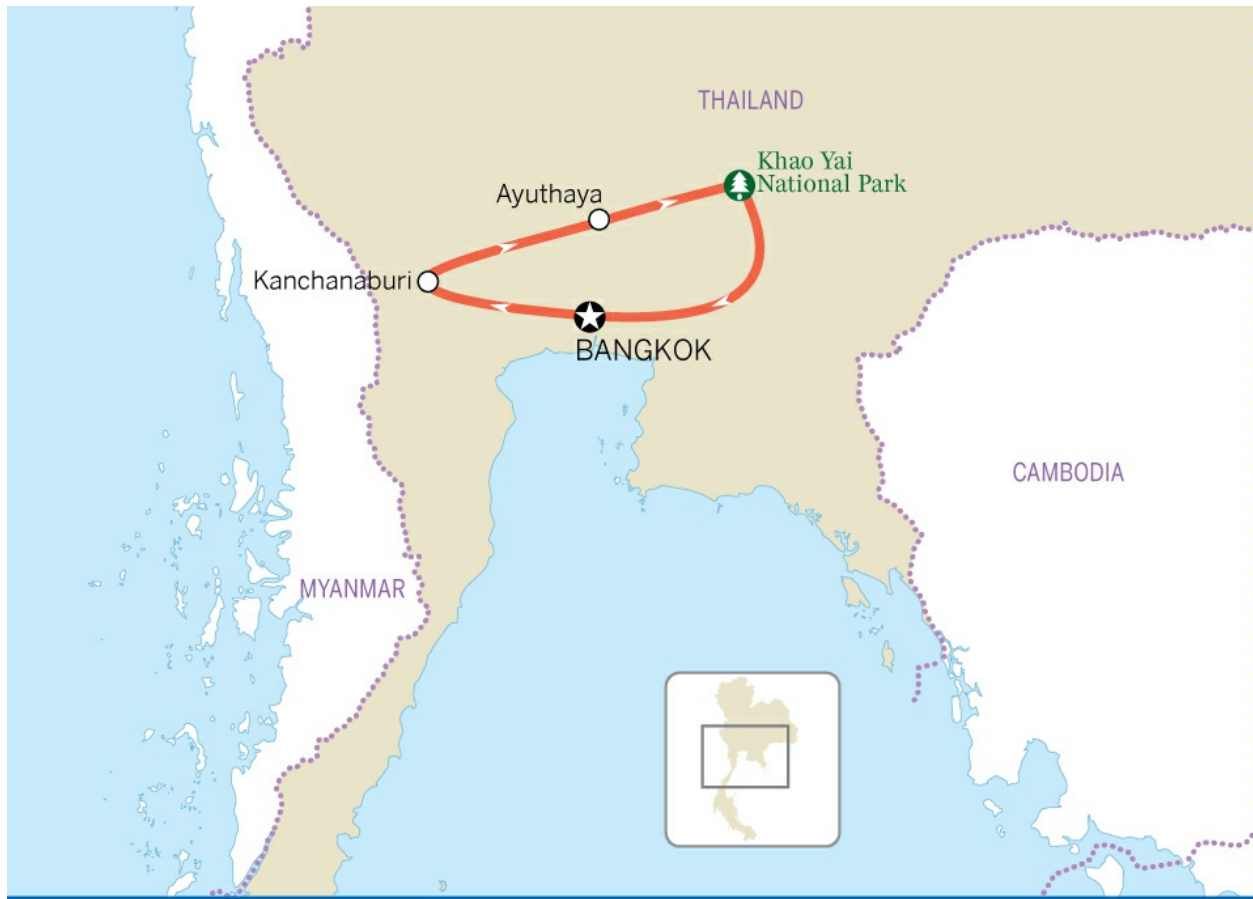 THAILAND
Khao Yai
National Park
Ayuthaya
Kanchanaburi
BANGKOK
CAMBODIA
MYANMAR